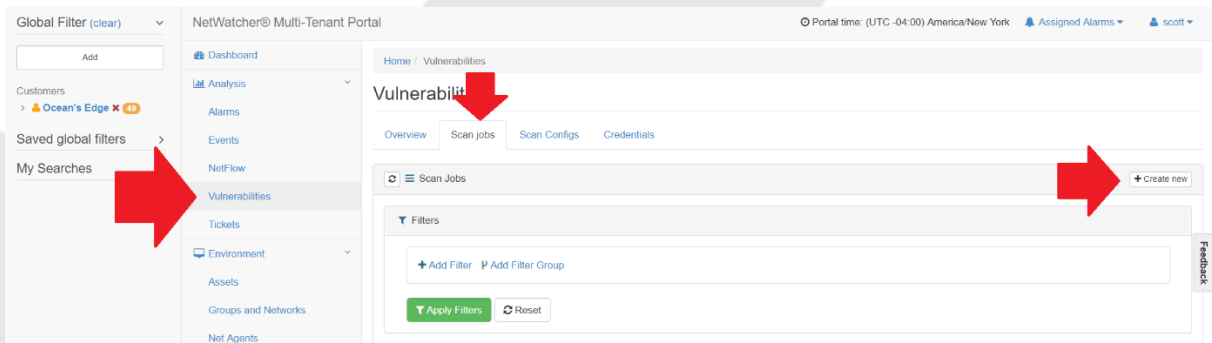 Global Filter (clear)
NetWatcher® Multi-Tenant Portal
Portal time: (UTC -04:00) America/New York
Assigned Alarms
scott
Add
Customers
Ocean's Edge 49
Saved global filters
My Searches
Dashboard
Analysis
Alarms
Events
NetFlow
Vulnerabilities
Tickets
Environment
Assets
Groups and Networks
Net Agents
Home / Vulnerabilities
Overview
Scan jobs
Scan Configs
Credentials
Scan Jobs
Create new
Filters
Add Filter
Add Filter Group
Apply Filters
Reset
Feedback